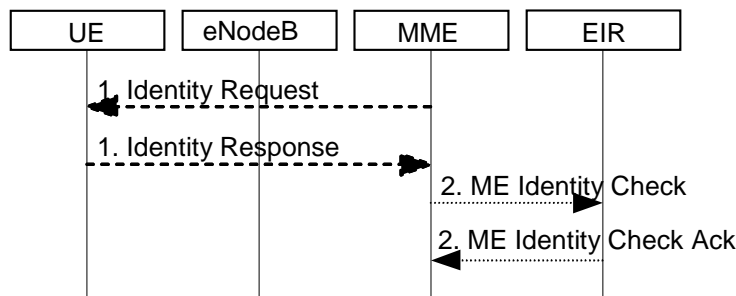 UE
eNodeB
MME
EIR
1. Identity Request
1. Identity Response
2. ME Identity Check
2. ME Identity Check Ack